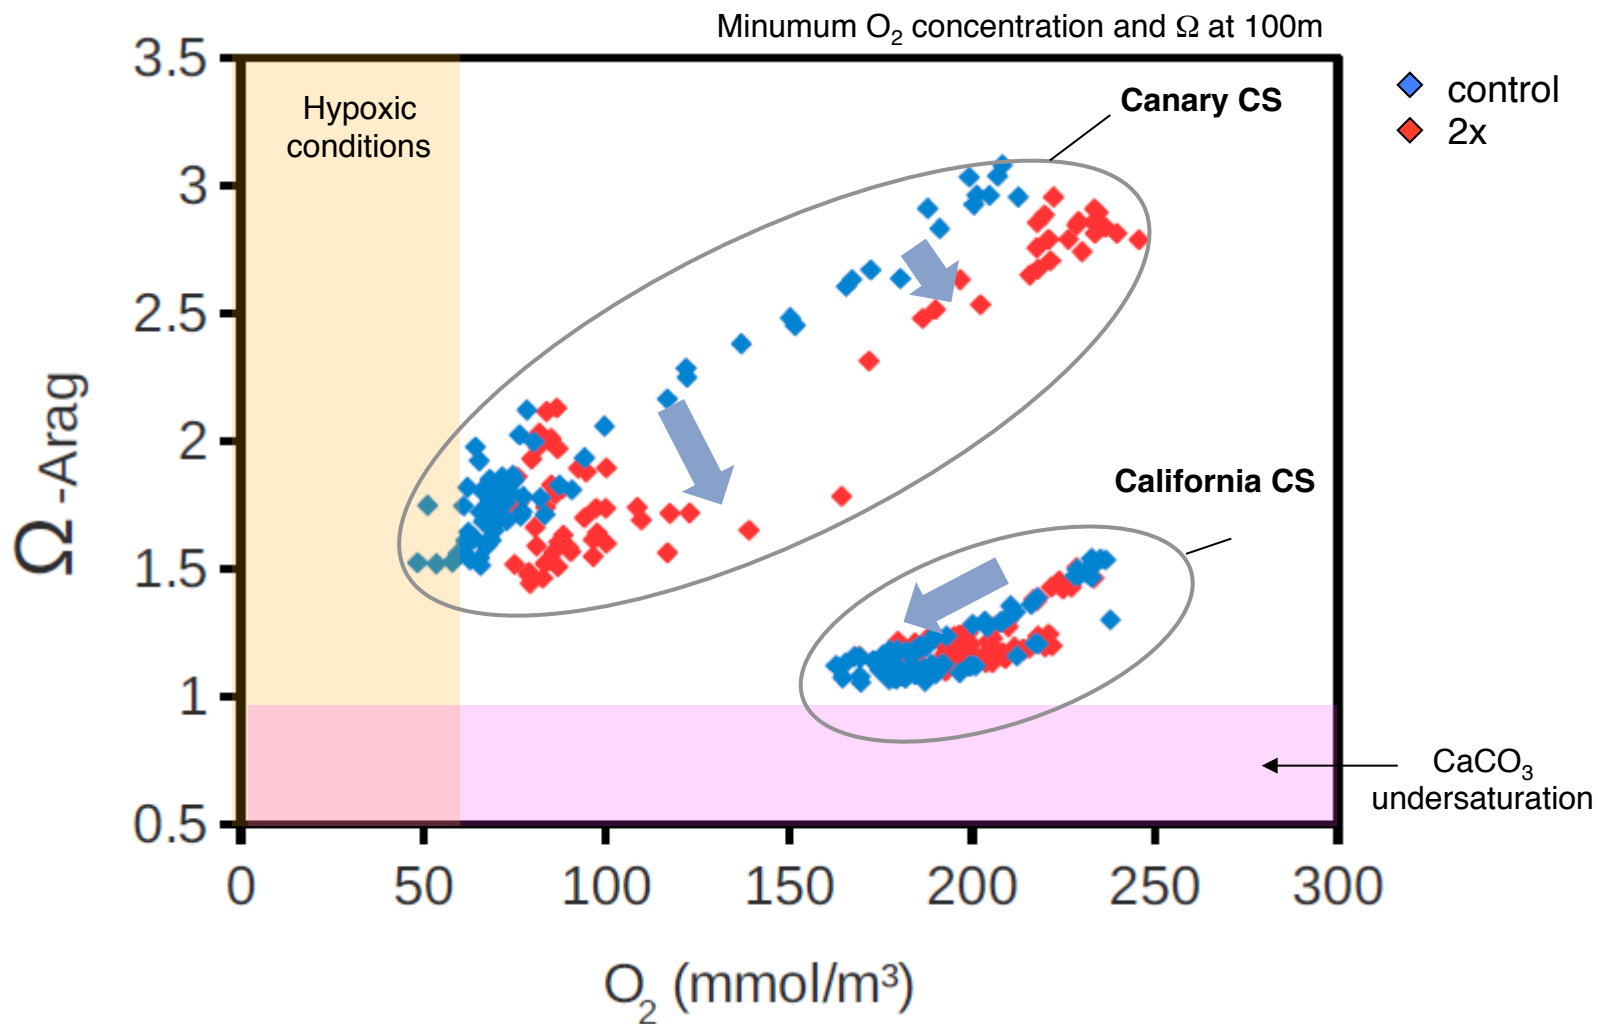 Minumum O₂ concentration and Ω at 100m
control
2x
Hypoxic
conditions
Canary CS
California CS
CaCO₃
undersaturation
Ω -Arag
3.5
3
2.5
2
1.5
1
0.5
0 50 100 150 200 250 300
O₂ (mmol/m³)